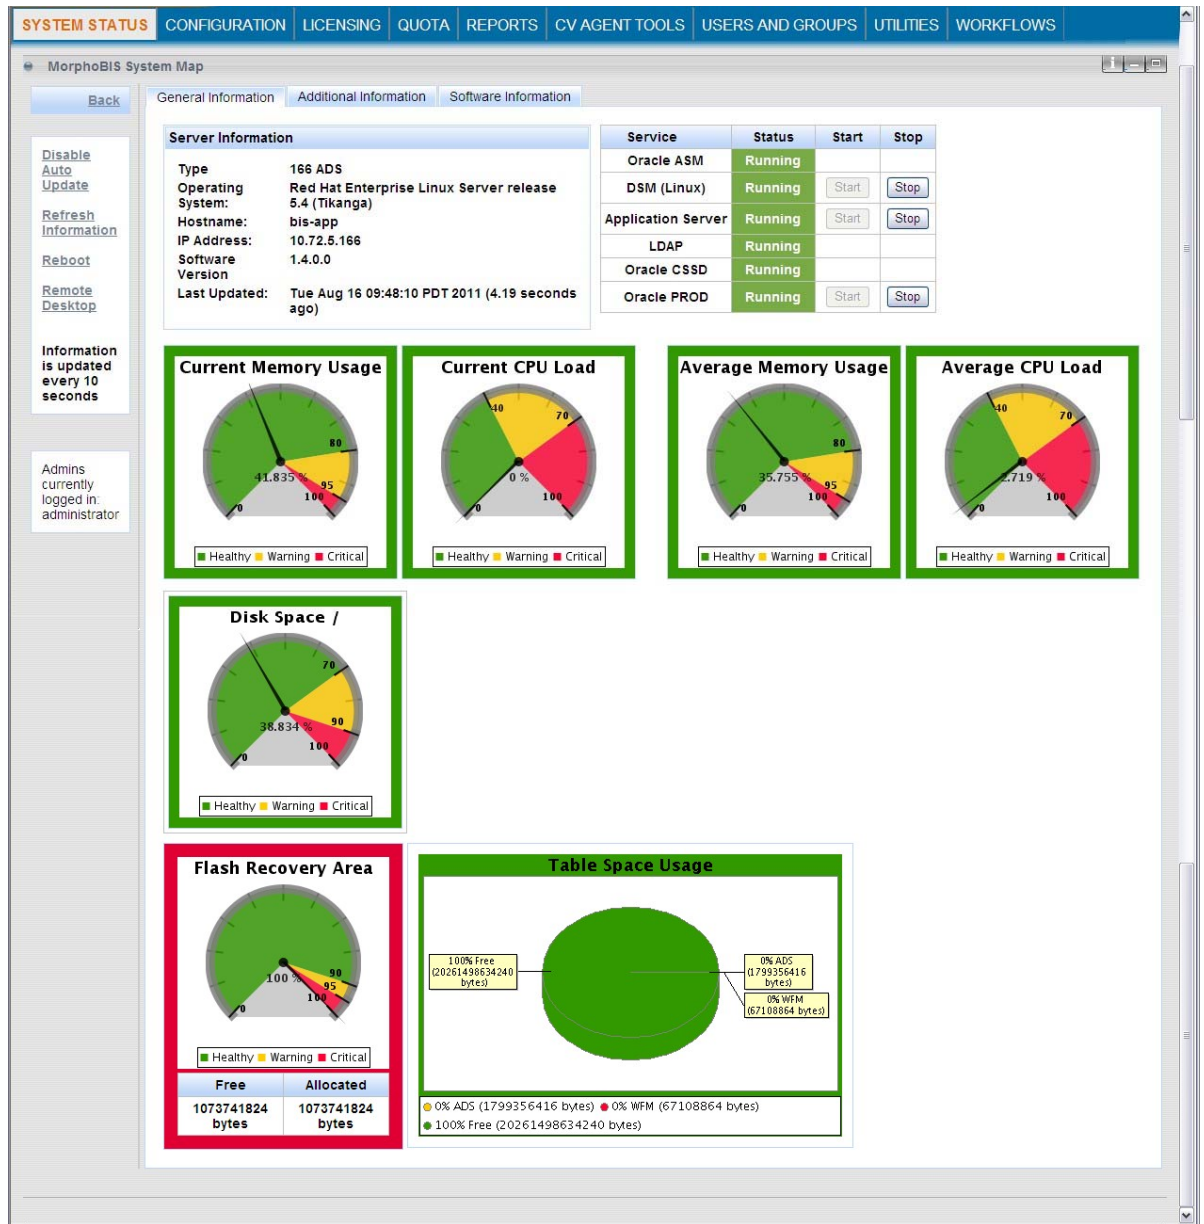 SYSTEM STATUS CONFIGURATION LICENSING QUOTA REPORTS CV AGENT TOOLS USERS AND GROUPS UTILITIES WORKFLOWS
MorphoBIS System Map
Back
General Information Additional Information Software Information
Disable
Auto
Update
Refresh
Information
Reboot
Remote
Desktop
Information
is updated
every 10
seconds
Admins
currently
logged in:
administrator
Server Information
Type 166 ADS
Operating Red Hat Enterprise Linux Server release
System: 5.4 (Tikanga)
Hostname: bis-app
IP Address: 10.72.5.166
Software 1.4.0.0
Version
Last Updated: Tue Aug 16 09:48:10 PDT 2011 (4.19 seconds
ago)
Service Status Start Stop
Oracle ASM Running
DSM (Linux) Running Start Stop
Application Server Running Start Stop
LDAP Running
Oracle CSSD Running
Oracle PROD Running Start Stop
Current Memory Usage
80
41.835 %
95
100
0
Healthy Warning Critical
Current CPU Load
40
70
0 %
100
0
Healthy Warning Critical
Average Memory Usage
80
35.755 %
95
100
0
Healthy Warning Critical
Average CPU Load
40
70
2.719 %
100
0
Healthy Warning Critical
Disk Space /
70
38.834 %
90
100
0
Healthy Warning Critical
Flash Recovery Area
90
100 %
95
100
0
Healthy Warning Critical
Free Allocated
1073741824 1073741824
bytes bytes
Table Space Usage
100% Free
(20261498634240
bytes)
0% ADS
(1799356416
bytes)
0% WFM
(67108864 bytes)
0% ADS (1799356416 bytes) 0% WFM (67108864 bytes)
100% Free (20261498634240 bytes)